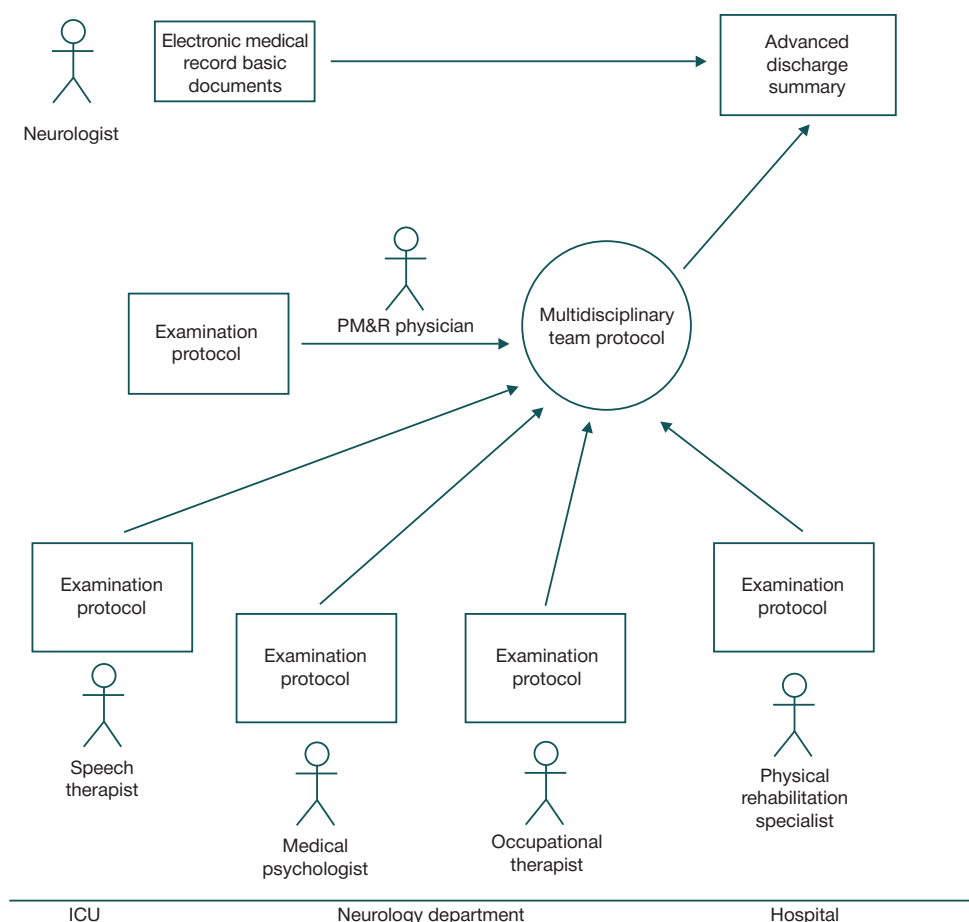 Electronic medical
record basic
documents
Advanced
discharge
summary
Neurologist
PM&R physician
Examination
protocol
Multidisciplinary
team protocol
Examination
protocol
Examination
protocol
Examination
protocol
Examination
protocol
Speech
therapist
Medical
psychologist
Occupational
therapist
Physical
rehabilitation
specialist
ICU
Neurology department
Hospital